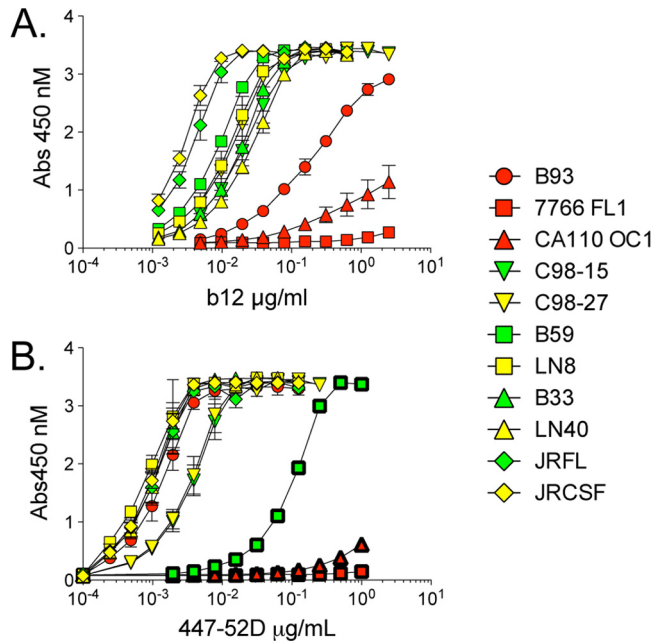 A.
4
3
2
1
0
Abs 450 nM
10-4 10-3 10-2 10-1 100 101
b12 µg/ml
B93
7766 FL1
CA110 OC1
C98-15
C98-27
B59
LN8
B33
LN40
JRFL
JRCSF
B.
4
3
2
1
0
Abs450 nM
10-4 10-3 10-2 10-1 100 101
447-52D µg/mL